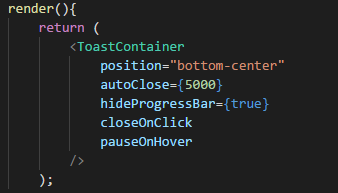 render(){
return (
<ToastContainer
position="bottom-center"
autoClose={5000}
hideProgressBar={true}
closeOnClick
pauseOnHover
/>
);